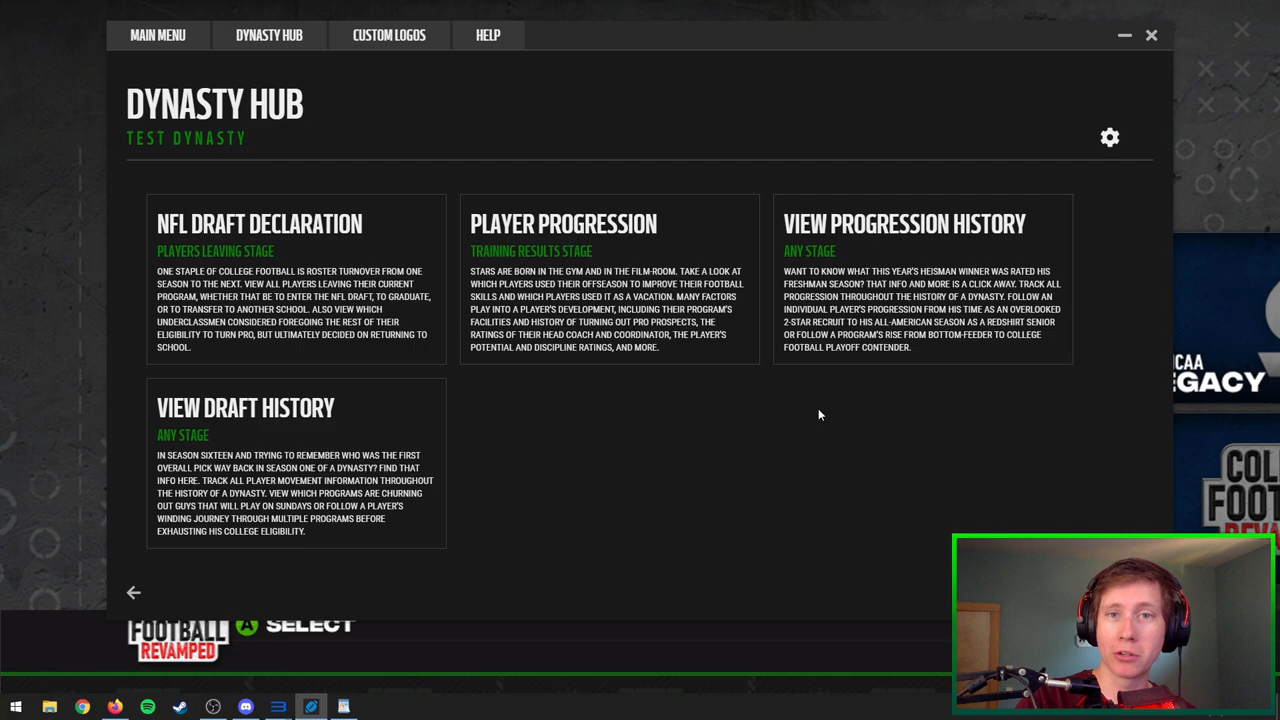 MAIN MENU
DYNASTY HUB
CUSTOM LOGOS
HELP
DYNASTY HUB
TEST DYNASTY
NFL DRAFT DECLARATION
PLAYERS LEAVING STAGE
ONE STAPLE OF COLLEGE FOOTBALL IS ROSTER TURNOVER FROM ONE
SEASON TO THE NEXT. VIEW ALL PLAYERS LEAVING THEIR CURRENT
PROGRAM, WHETHER THAT BE TO ENTER THE NFL DRAFT, TO GRADUATE,
OR TO TRANSFER TO ANOTHER SCHOOL. ALSO VIEW WHICH
UNDERCLASSMEN CONSIDERED FOREGOING THE REST OF THEIR
ELIGIBILITY TO TURN PRO, BUT ULTIMATELY DECIDED ON RETURNING TO
SCHOOL.
PLAYER PROGRESSION
TRAINING RESULTS STAGE
STARS ARE BORN IN THE GYM AND IN THE FILM-ROOM. TAKE A LOOK AT
WHICH PLAYERS USED THEIR OFFSEASON TO IMPROVE THEIR FOOTBALL
SKILLS AND WHICH PLAYERS USED IT AS A VACATION. MANY FACTORS
PLAY INTO A PLAYER'S DEVELOPMENT, INCLUDING THEIR PROGRAM'S
FACILITIES AND HISTORY OF TURNING OUT PRO PROSPECTS, THE
RATINGS OF THEIR HEAD COACH AND COORDINATOR, THE PLAYER'S
POTENTIAL AND DISCIPLINE RATINGS, AND MORE.
VIEW PROGRESSION HISTORY
ANY STAGE
WANT TO KNOW WHAT THIS YEAR'S HEISMAN WINNER WAS RATED HIS
FRESHMAN SEASON? THAT INFO AND MORE IS A CLICK AWAY. TRACK ALL
PROGRESSION THROUGHOUT THE HISTORY OF A DYNASTY. FOLLOW AN
INDIVIDUAL PLAYER'S PROGRESSION FROM HIS TIME AS AN OVERLOOKED
2-STAR RECRUIT TO HIS ALL-AMERICAN SEASON AS A REDSHIRT SENIOR
OR FOLLOW A PROGRAM'S RISE FROM BOTTOM-FEEDER TO COLLEGE
FOOTBALL PLAYOFF CONTENDER.
VIEW DRAFT HISTORY
ANY STAGE
IN SEASON SIXTEEN AND TRYING TO REMEMBER WHO WAS THE FIRST
OVERALL PICK WAY BACK IN SEASON ONE OF A DYNASTY? FIND THAT
INFO HERE. TRACK ALL PLAYER MOVEMENT INFORMATION THROUGHOUT
THE HISTORY OF A DYNASTY. VIEW WHICH PROGRAMS ARE CHURNING
OUT GUYS THAT WILL PLAY ON SUNDAYS OR FOLLOW A PLAYER'S
WINDING JOURNEY THROUGH MULTIPLE PROGRAMS BEFORE
EXHAUSTING HIS COLLEGE ELIGIBILITY.
NCAA
EGACY
COL
FOOT
FOOTBALL
REVAMPED
A SELECT